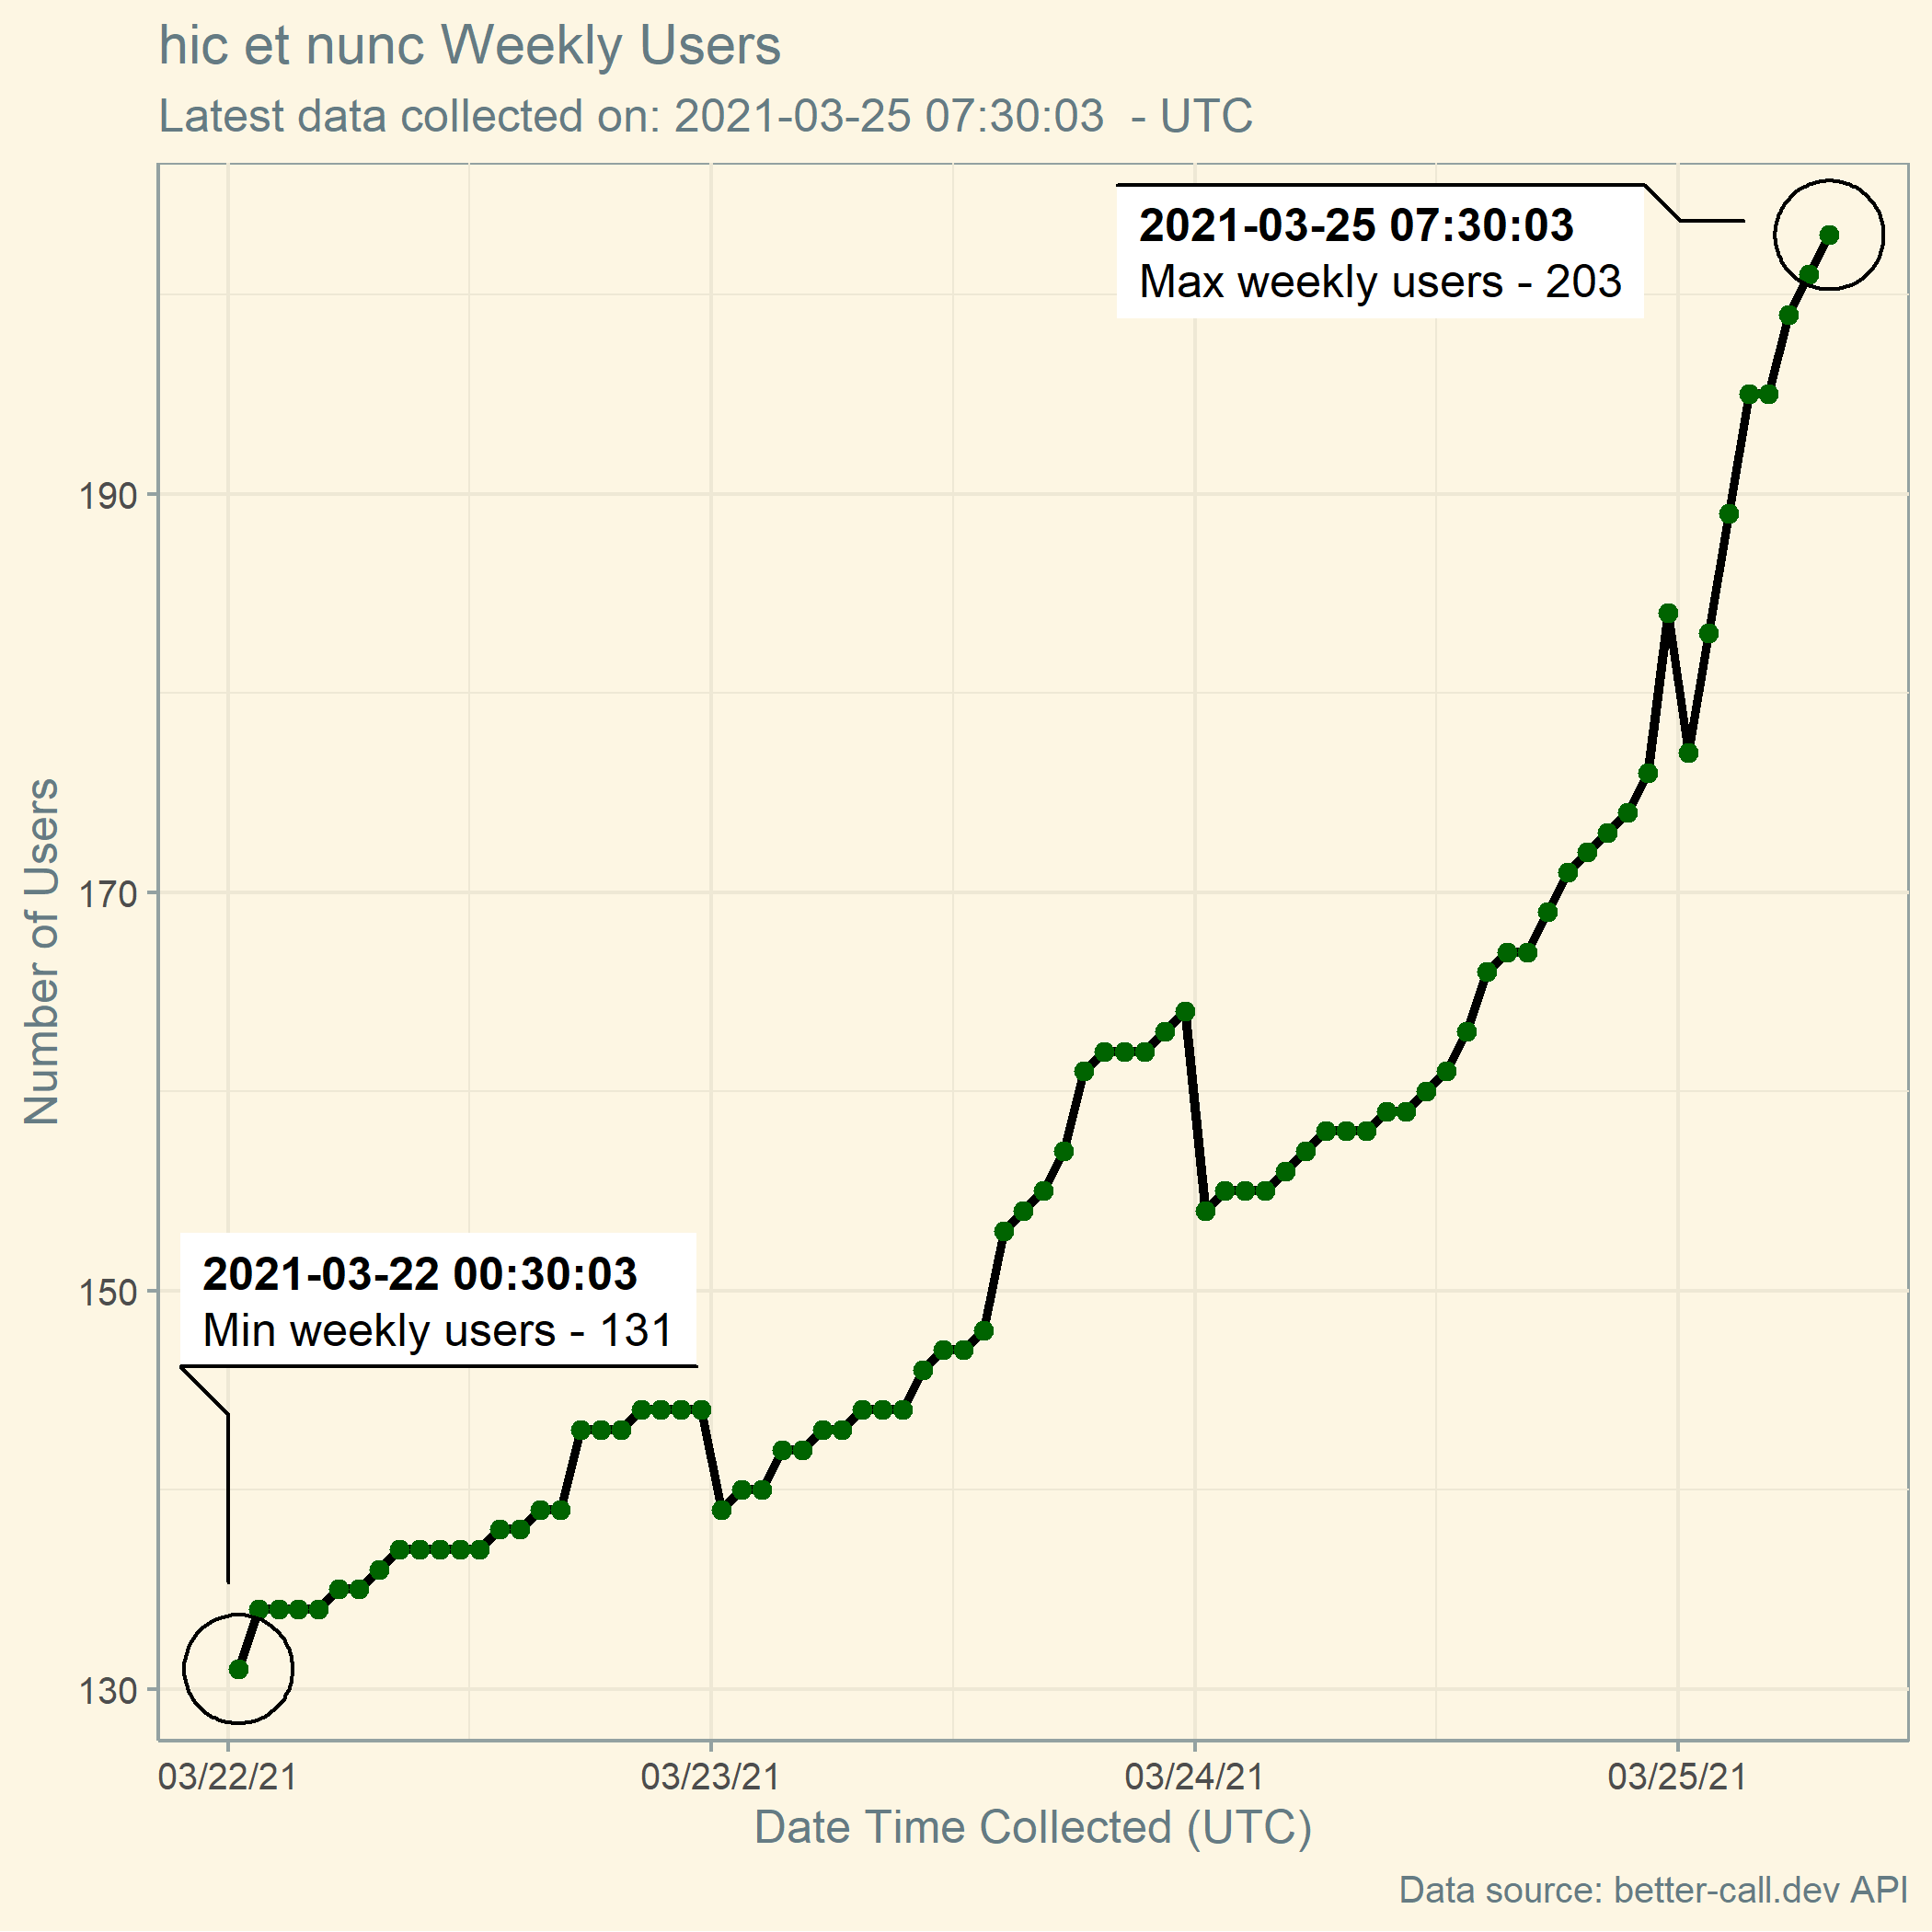 hic et nunc Weekly Users
Latest data collected on: 2021-03-25 07:30:03  - UTC
2021-03-25 07:30:03
Max weekly users - 203
2021-03-22 00:30:03
Min weekly users - 131
Number of Users
190
170
150
130
03/22/21
03/23/21
03/24/21
03/25/21
Date Time Collected (UTC)
Data source: better-call.dev API